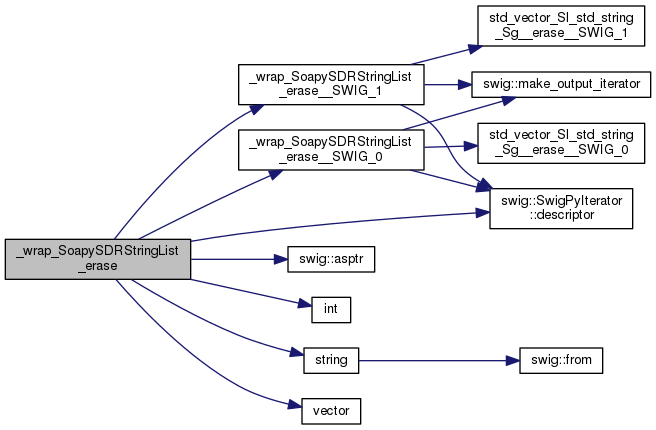 std_vector_Sl_std_string
_Sg__erase__SWIG_1
_wrap_SoapySDRStringList
_erase__SWIG_1
swig::make_output_iterator
_wrap_SoapySDRStringList
_erase__SWIG_0
std_vector_Sl_std_string
_Sg__erase__SWIG_0
swig::SwigPyIterator
::descriptor
_wrap_SoapySDRStringList
_erase
swig::asptr
int
string
swig::from
vector